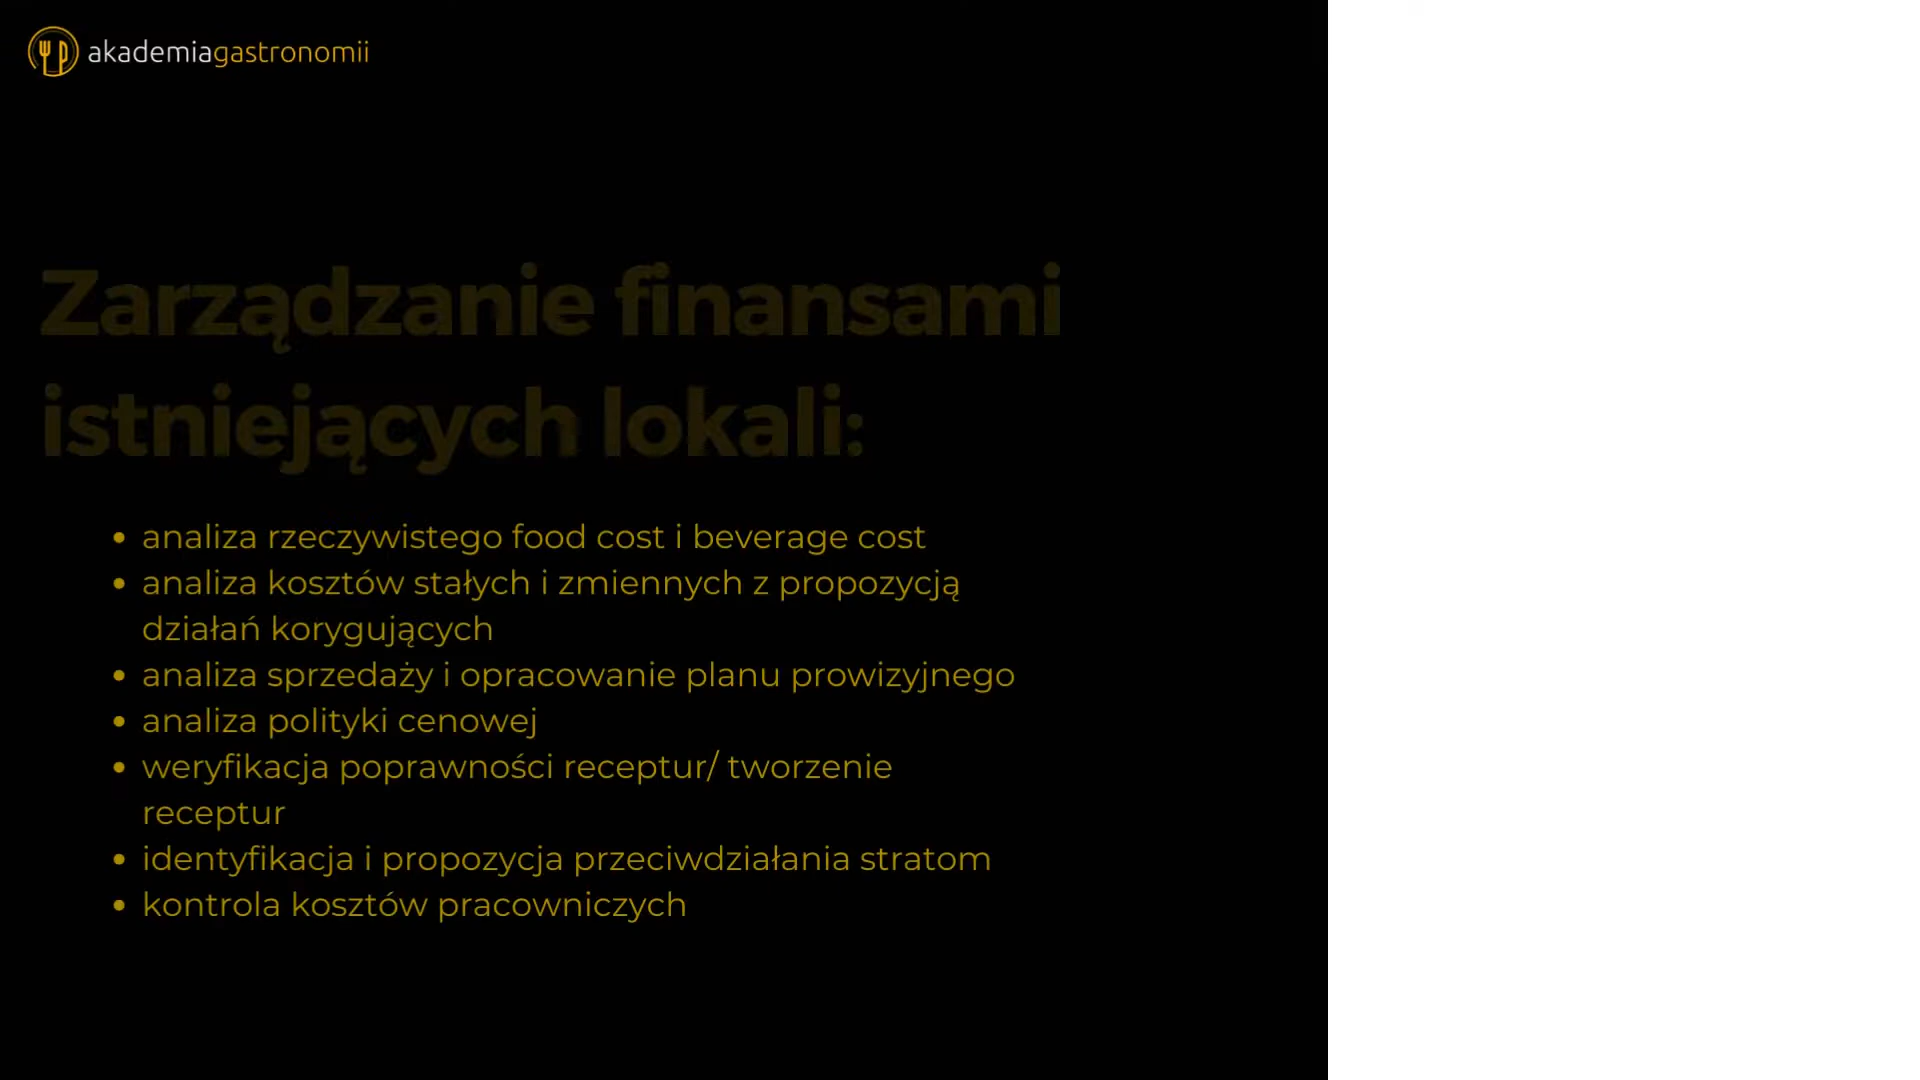 akademiagastronomii
Zarządzanie finansami
istniejących lokali:
• analiza rzeczywistego food cost i beverage cost
• analiza kosztów stałych i zmiennych z propozycją
działań korygujących
• analiza sprzedaży i opracowanie planu prowizyjnego
• analiza polityki cenowej
• weryfikacja poprawności receptur/ tworzenie
receptur
• identyfikacja i propozycja przeciwdziałania stratom
• kontrola kosztów pracowniczych